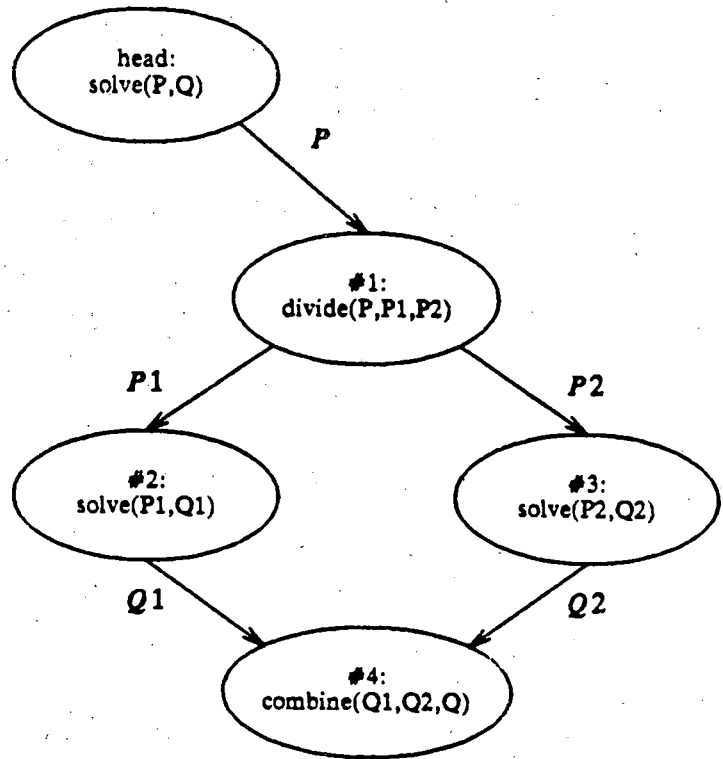 head:
solve(P,Q)
P
#1:
divide(P,P1,P2)
P1
P2
#2:
solve(P1,Q1)
#3:
solve(P2,Q2)
Q1
Q2
#4:
combine(Q1,Q2,Q)